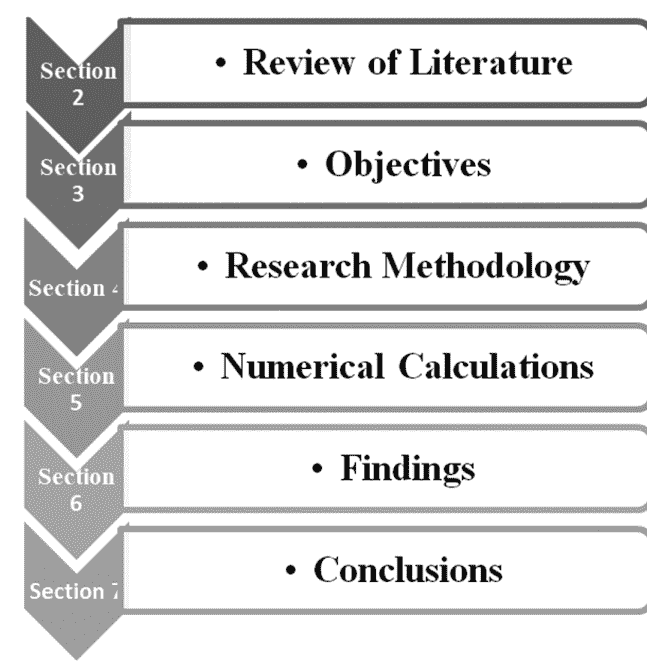 Section
2
• Review of Literature
Section
3
• Objectives
Section 4
• Research Methodology
Section
5
• Numerical Calculations
Section
6
• Findings
Section 7
• Conclusions